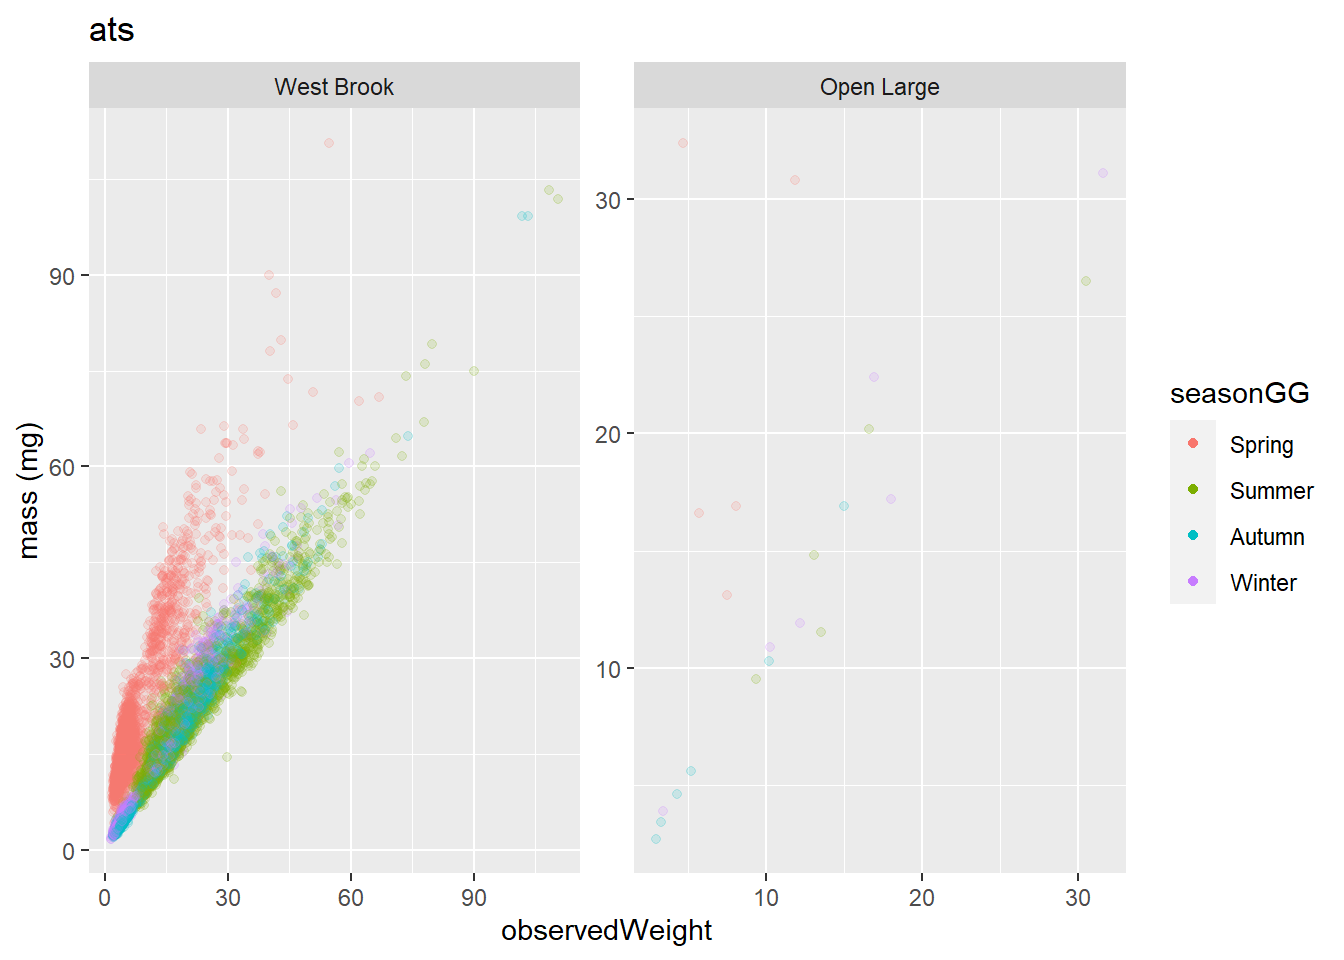 ats
West Brook
Open Large
mass (mg)
90
60
30
0
30
20
10
0
30
60
90
10
20
30
observedWeight
seasonGG
Spring
Summer
Autumn
Winter